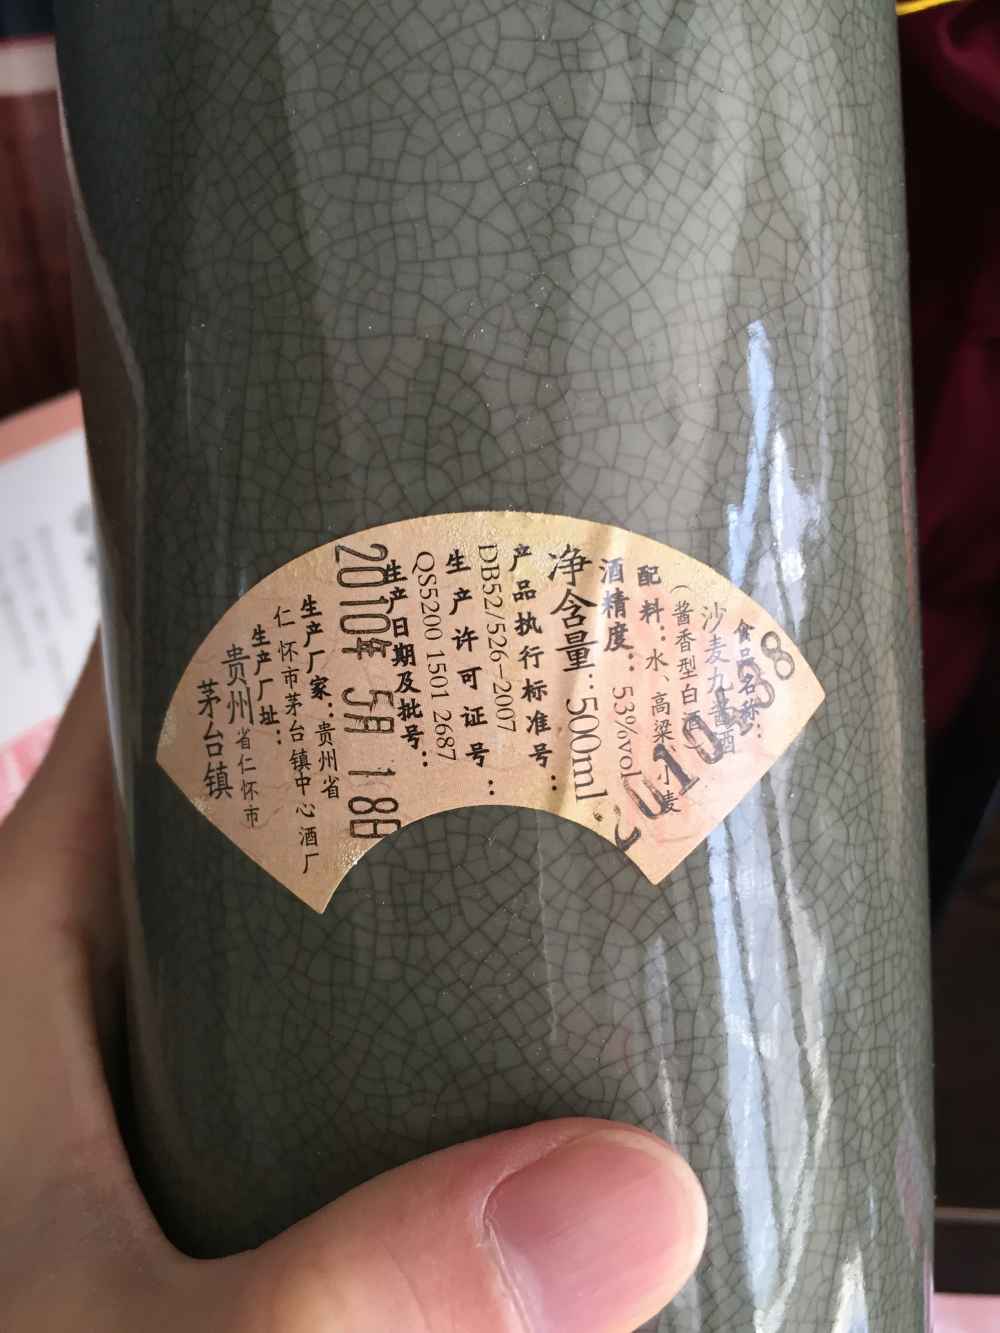 食品名称：
沙麦九酱酒
（酱香型白酒）
配料：水、高粱、小麦
酒精度：53%vol
净含量：500ml
产品执行标准号：
DB52/526-2007
生产许可证号：
QS5200 1501 2687
生产日期及批号：
2010年 5月 18日
生产厂家：贵州省
仁怀市茅台镇中心酒厂
生产厂址：
贵州省仁怀市
茅台镇